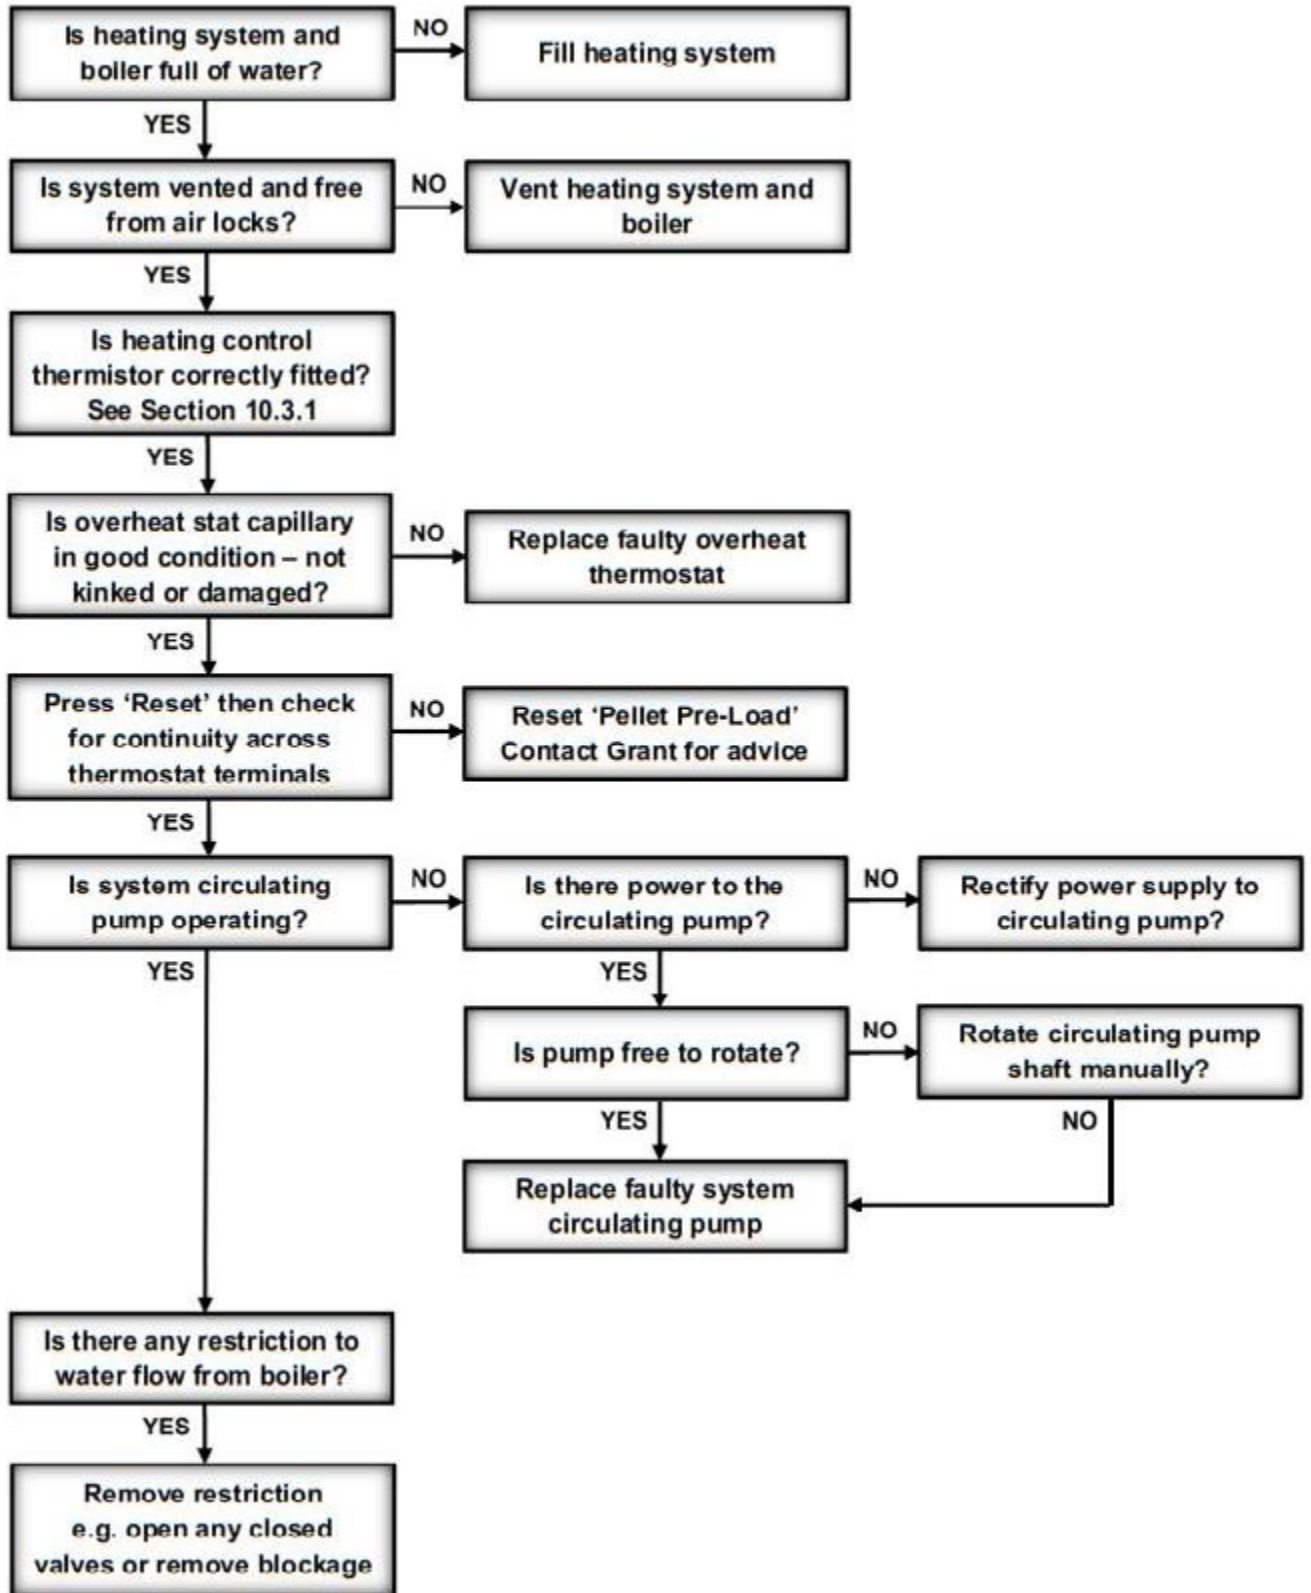 Is heating system and
boiler full of water?
NO
Fill heating system
YES
Is system vented and free
from air locks?
NO
Vent heating system and
boiler
YES
Is heating control
thermistor correctly fitted?
See Section 10.3.1
YES
Is overheat stat capillary
in good condition – not
kinked or damaged?
NO
Replace faulty overheat
thermostat
YES
Press ‘Reset’ then check
for continuity across
thermostat terminals
NO
Reset ‘Pellet Pre-Load’
Contact Grant for advice
YES
Is system circulating
pump operating?
NO
Is there power to the
circulating pump?
NO
Rectify power supply to
circulating pump?
YES
YES
Is pump free to rotate?
NO
Rotate circulating pump
shaft manually?
YES
NO
Replace faulty system
circulating pump
Is there any restriction to
water flow from boiler?
YES
Remove restriction
e.g. open any closed
valves or remove blockage